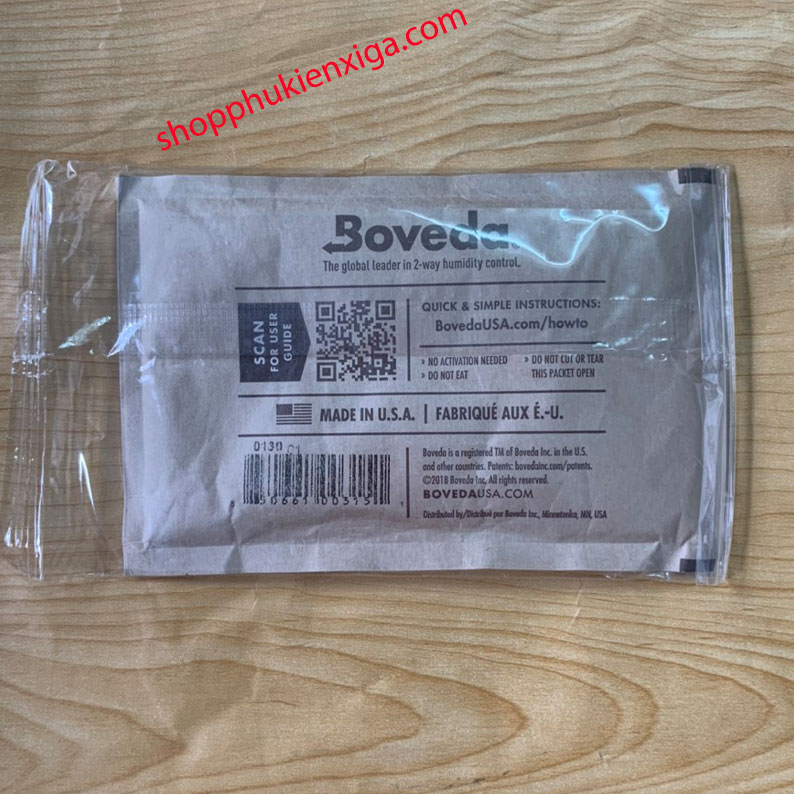 shopphukienxiga.com
Boveda.
The global leader in 2-way humidity control.
SCAN
FOR USER
GUIDE
QUICK & SIMPLE INSTRUCTIONS:
BovedaUSA.com/howto
» NO ACTIVATION NEEDED
» DO NOT EAT
» DO NOT CUT OR TEAR
THIS PACKET OPEN
MADE IN U.S.A. | FABRIQUÉ AUX É.-U.
0130 01
Boveda is a registered TM of Boveda Inc. in the U.S.
and other countries. Patents: bovedainc.com/patents.
©2018 Boveda Inc. All rights reserved.
BOVEDAUSA.COM
Distributed by/Distribué par Boveda Inc., Minnetonka, MN, USA